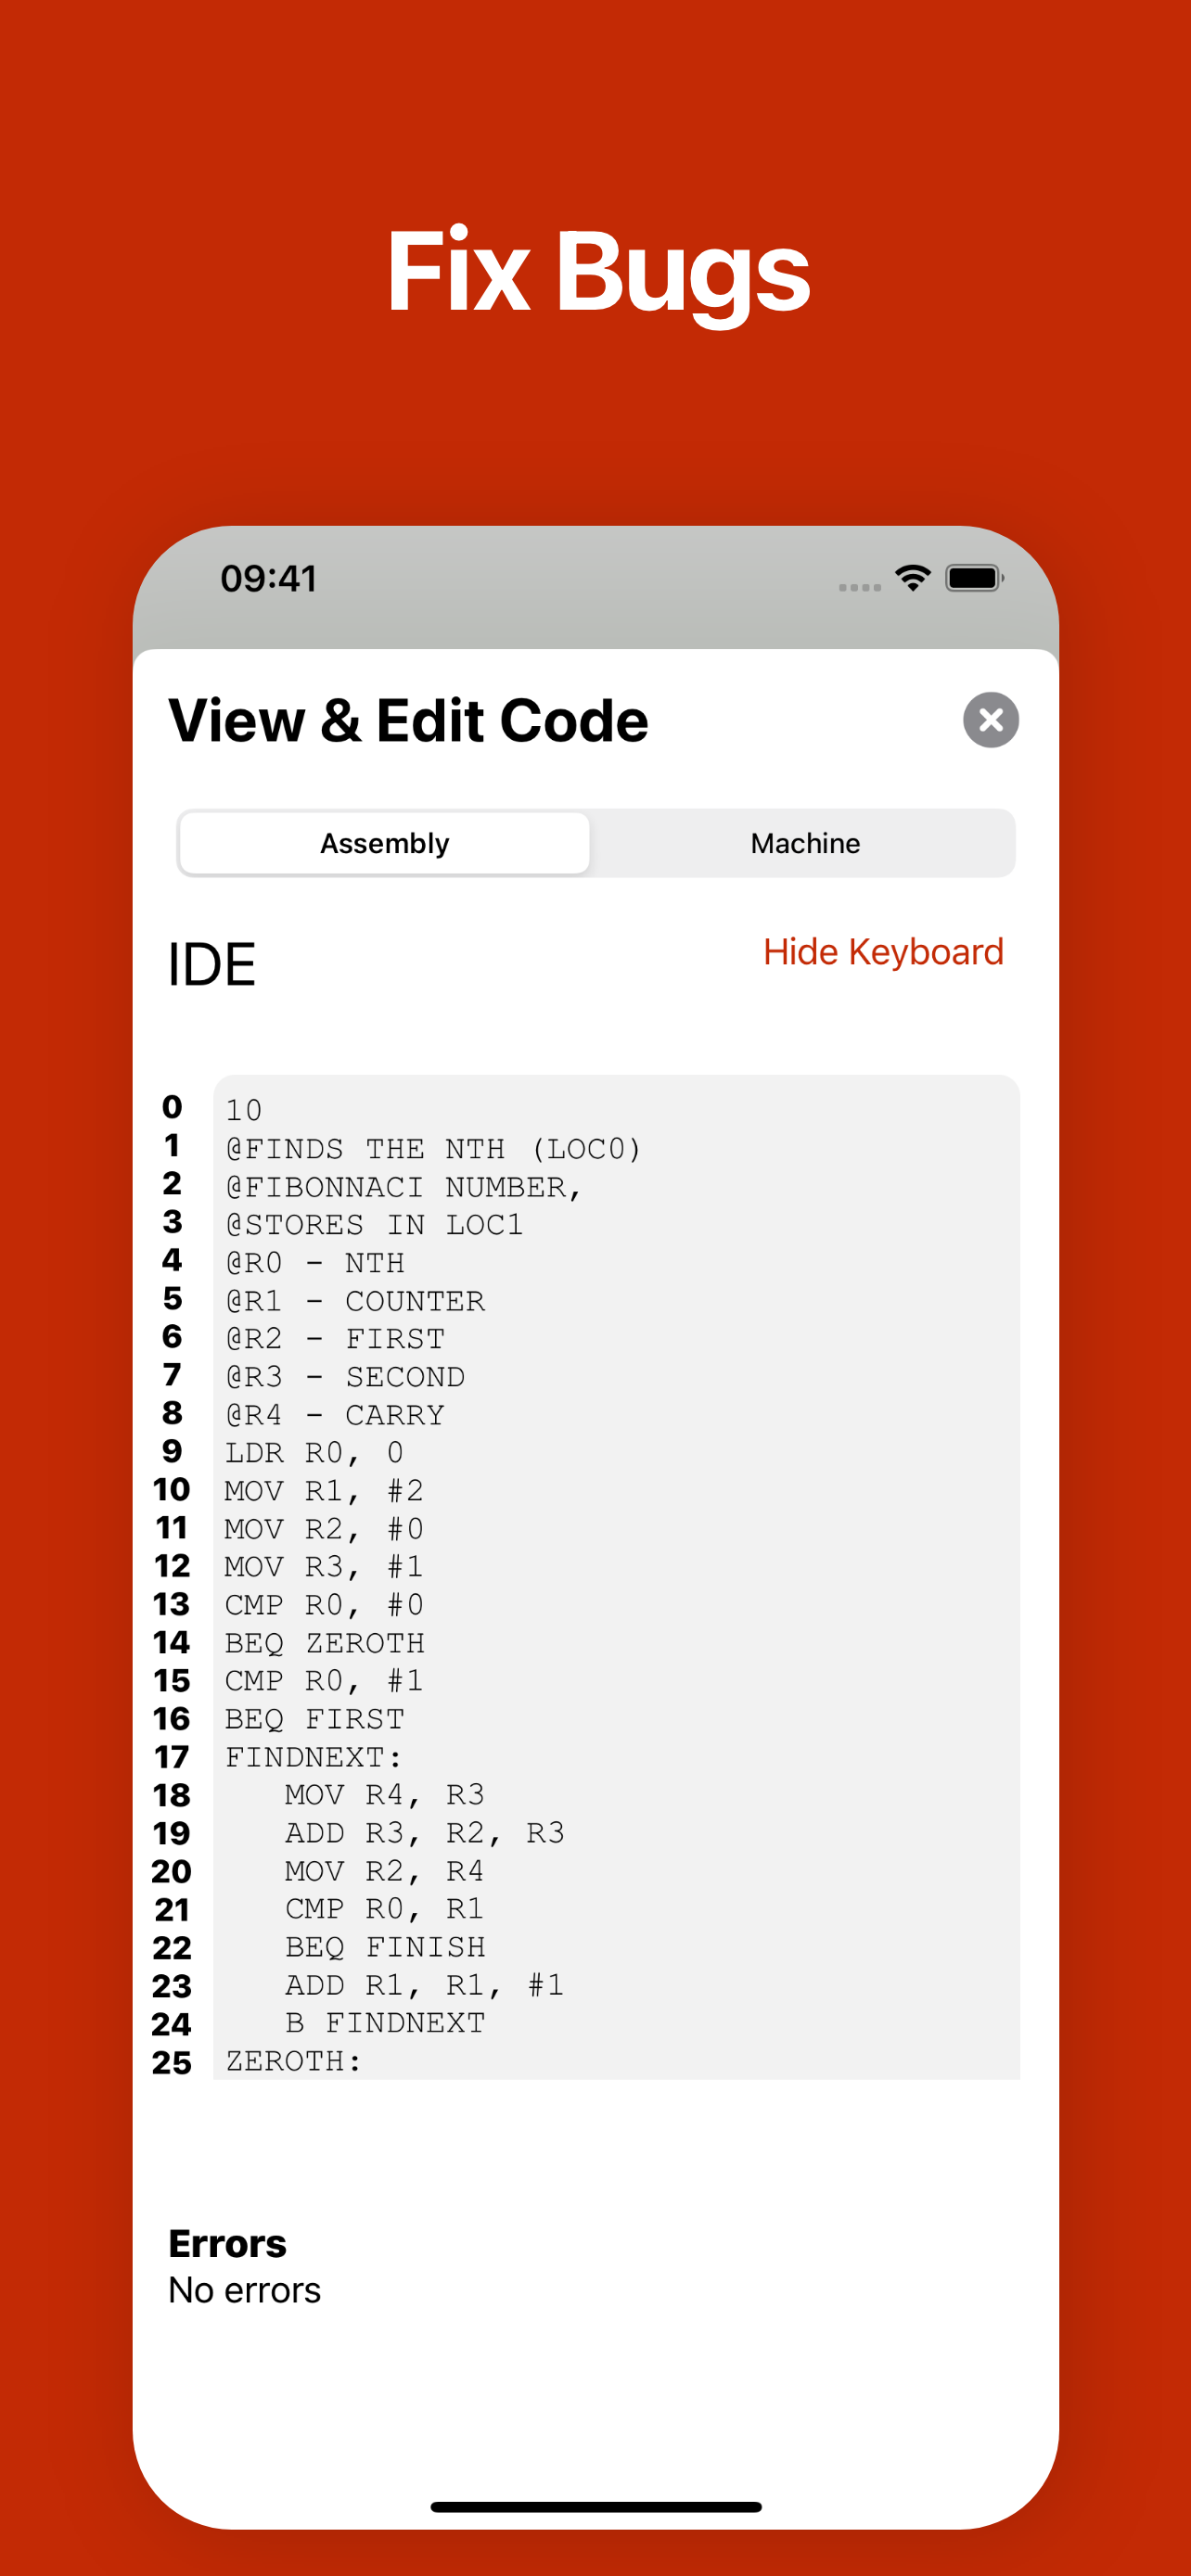 Fix Bugs
09:41
View & Edit Code
Assembly Machine
IDE Hide Keyboard
0 10
1 @FINDS THE NTH (LOC0)
2 @FIBONNACI NUMBER,
3 @STORES IN LOC1
4 @R0 - NTH
5 @R1 - COUNTER
6 @R2 - FIRST
7 @R3 - SECOND
8 @R4 - CARRY
9 LDR R0, 0
10 MOV R1, #2
11 MOV R2, #0
12 MOV R3, #1
13 CMP R0, #0
14 BEQ ZEROTH
15 CMP R0, #1
16 BEQ FIRST
17 FINDNEXT:
18    MOV R4, R3
19    ADD R3, R2, R3
20    MOV R2, R4
21    CMP R0, R1
22    BEQ FINISH
23    ADD R1, R1, #1
24    B FINDNEXT
25 ZEROTH:
Errors
No errors